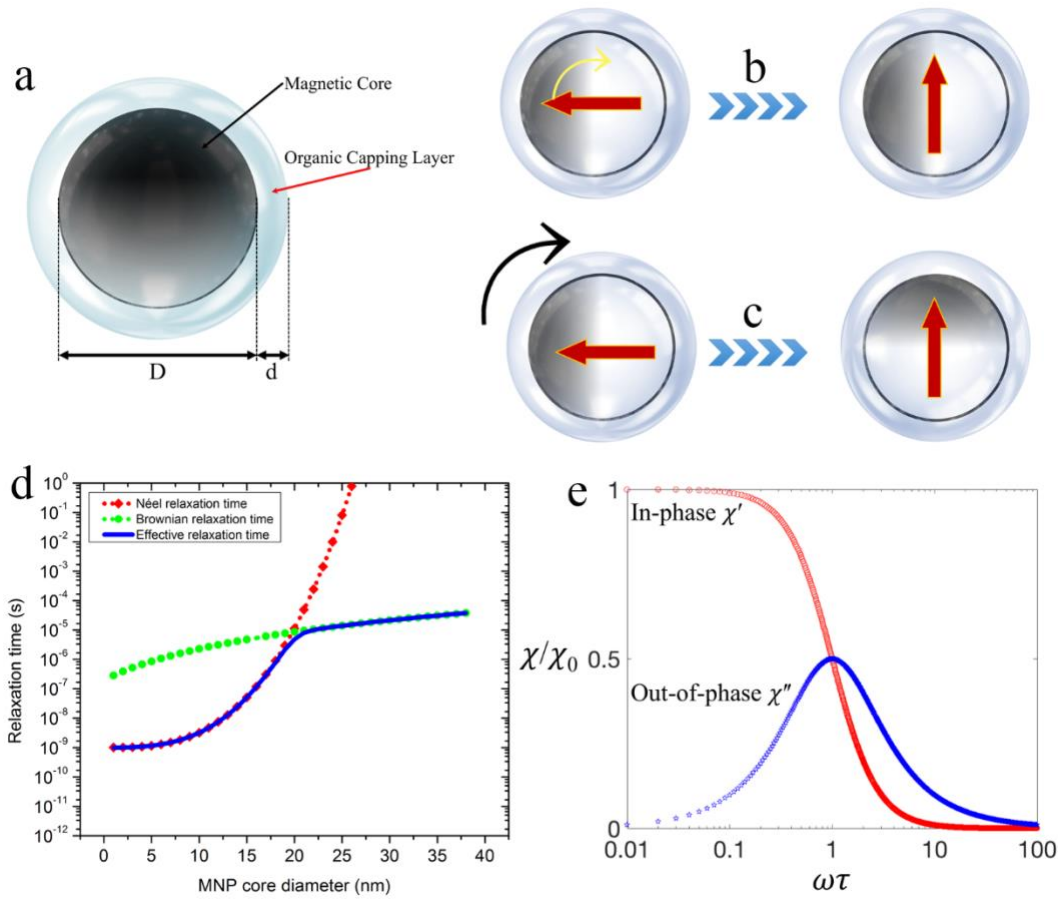 a
Magnetic Core
Organic Capping Layer
D
d
b
c
d
Néel relaxation time
Brownian relaxation time
Effective relaxation time
10⁰
10⁻¹
10⁻²
10⁻³
10⁻⁴
10⁻⁵
10⁻⁶
10⁻⁷
10⁻⁸
10⁻⁹
10⁻¹⁰
10⁻¹¹
10⁻¹²
Relaxation time (s)
0 5 10 15 20 25 30 35 40
MNP core diameter (nm)
e
1
In-phase χ′
χ/χ₀
0.5
Out-of-phase χ″
0
0.01 0.1 1 10 100
ωτ